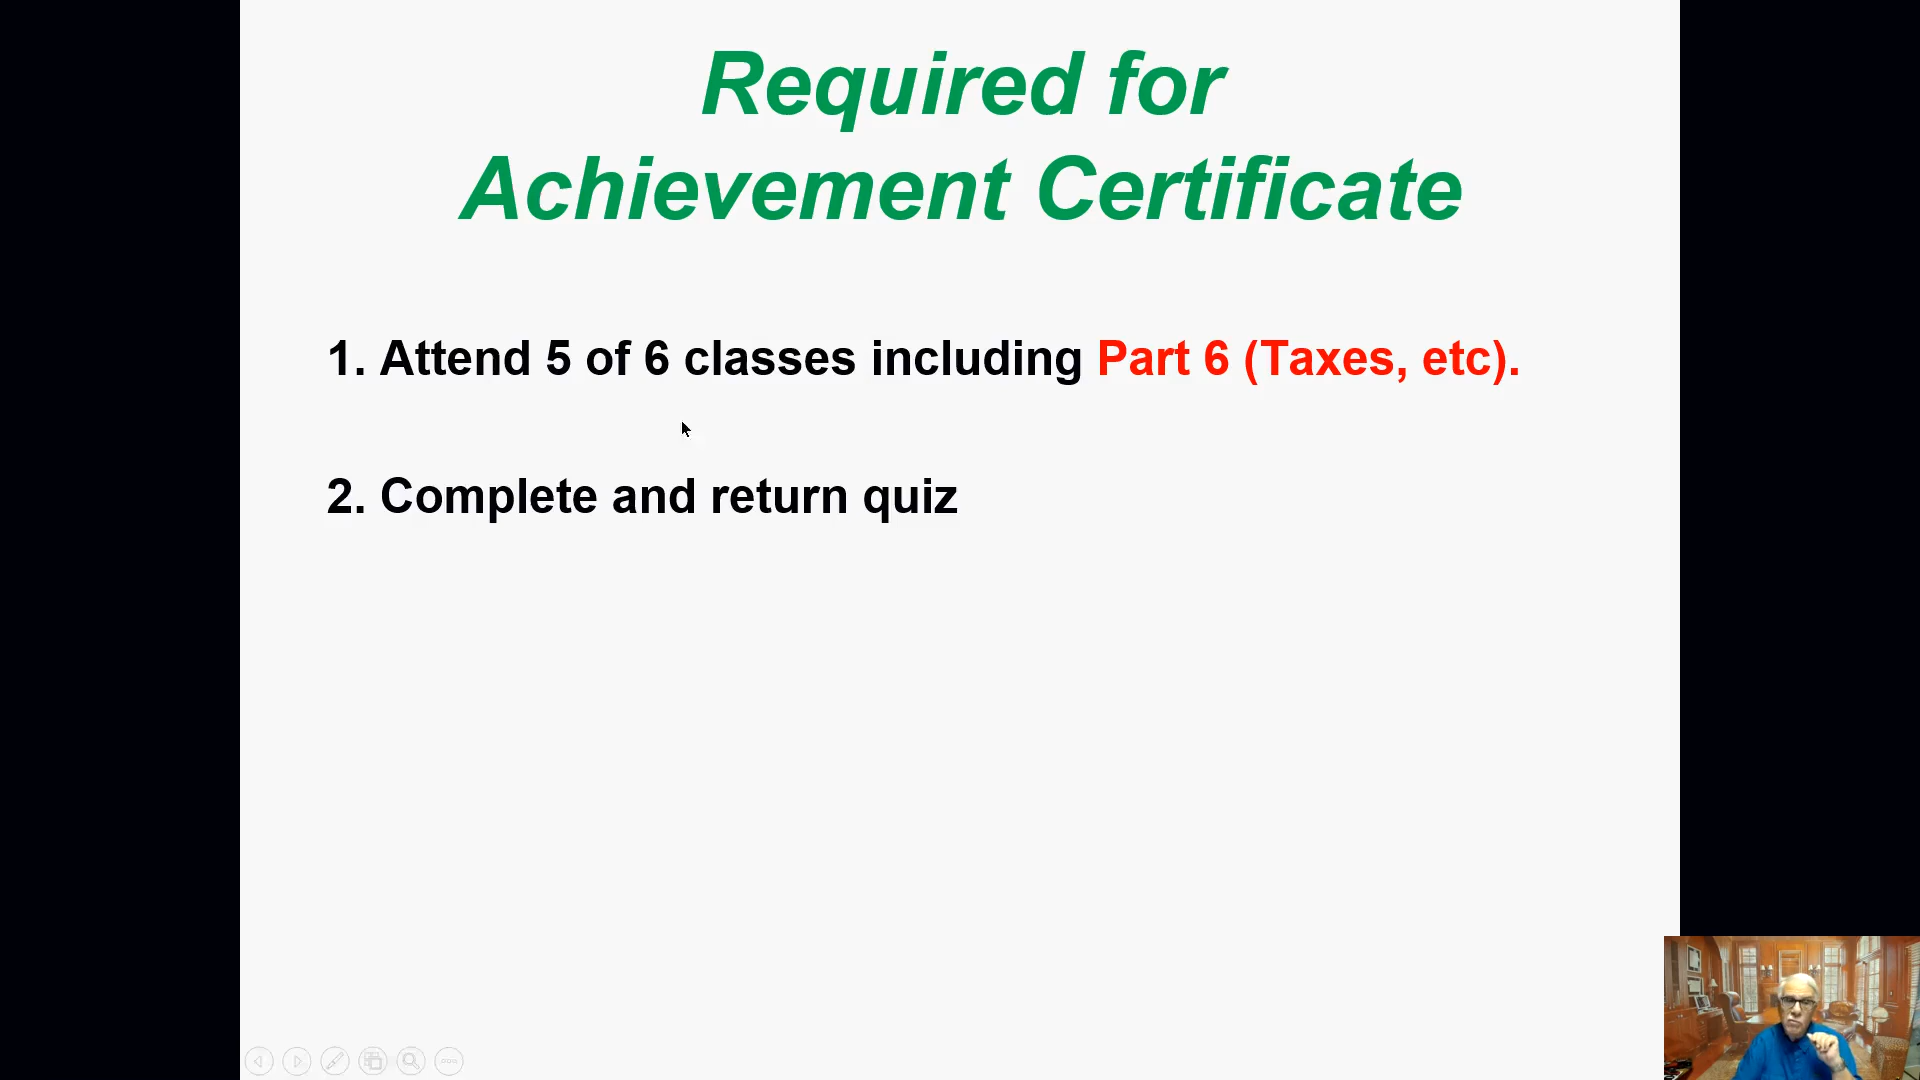 Required for
Achievement Certificate
1. Attend 5 of 6 classes including Part 6 (Taxes, etc).
2. Complete and return quiz